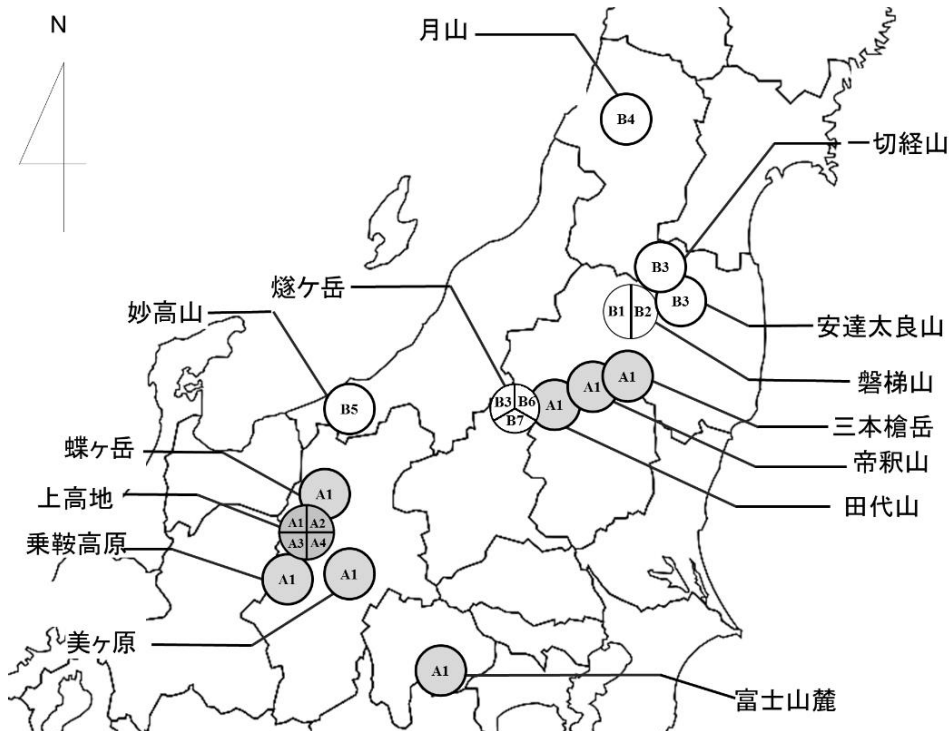 N
月山
B4
一切経山
B3
燧ケ岳
妙高山
B1 B2
B3
安達太良山
磐梯山
A1
A1
A1
B3 B6
B7
B5
三本槍岳
帝釈山
蝶ヶ岳
田代山
上高地
A1
A1 A2
A3 A4
乗鞍高原
A1
A1
美ヶ原
A1
富士山麓